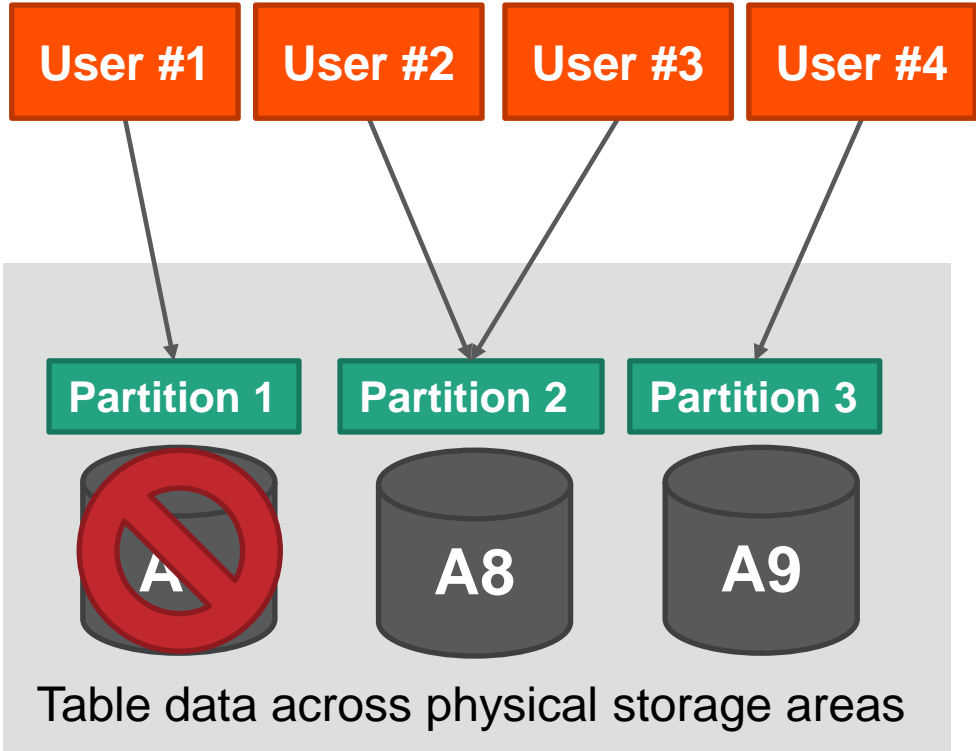 User #1
User #2
User #3
User #4
Partition 1
Partition 2
Partition 3
A
A8
A9
Table data across physical storage areas